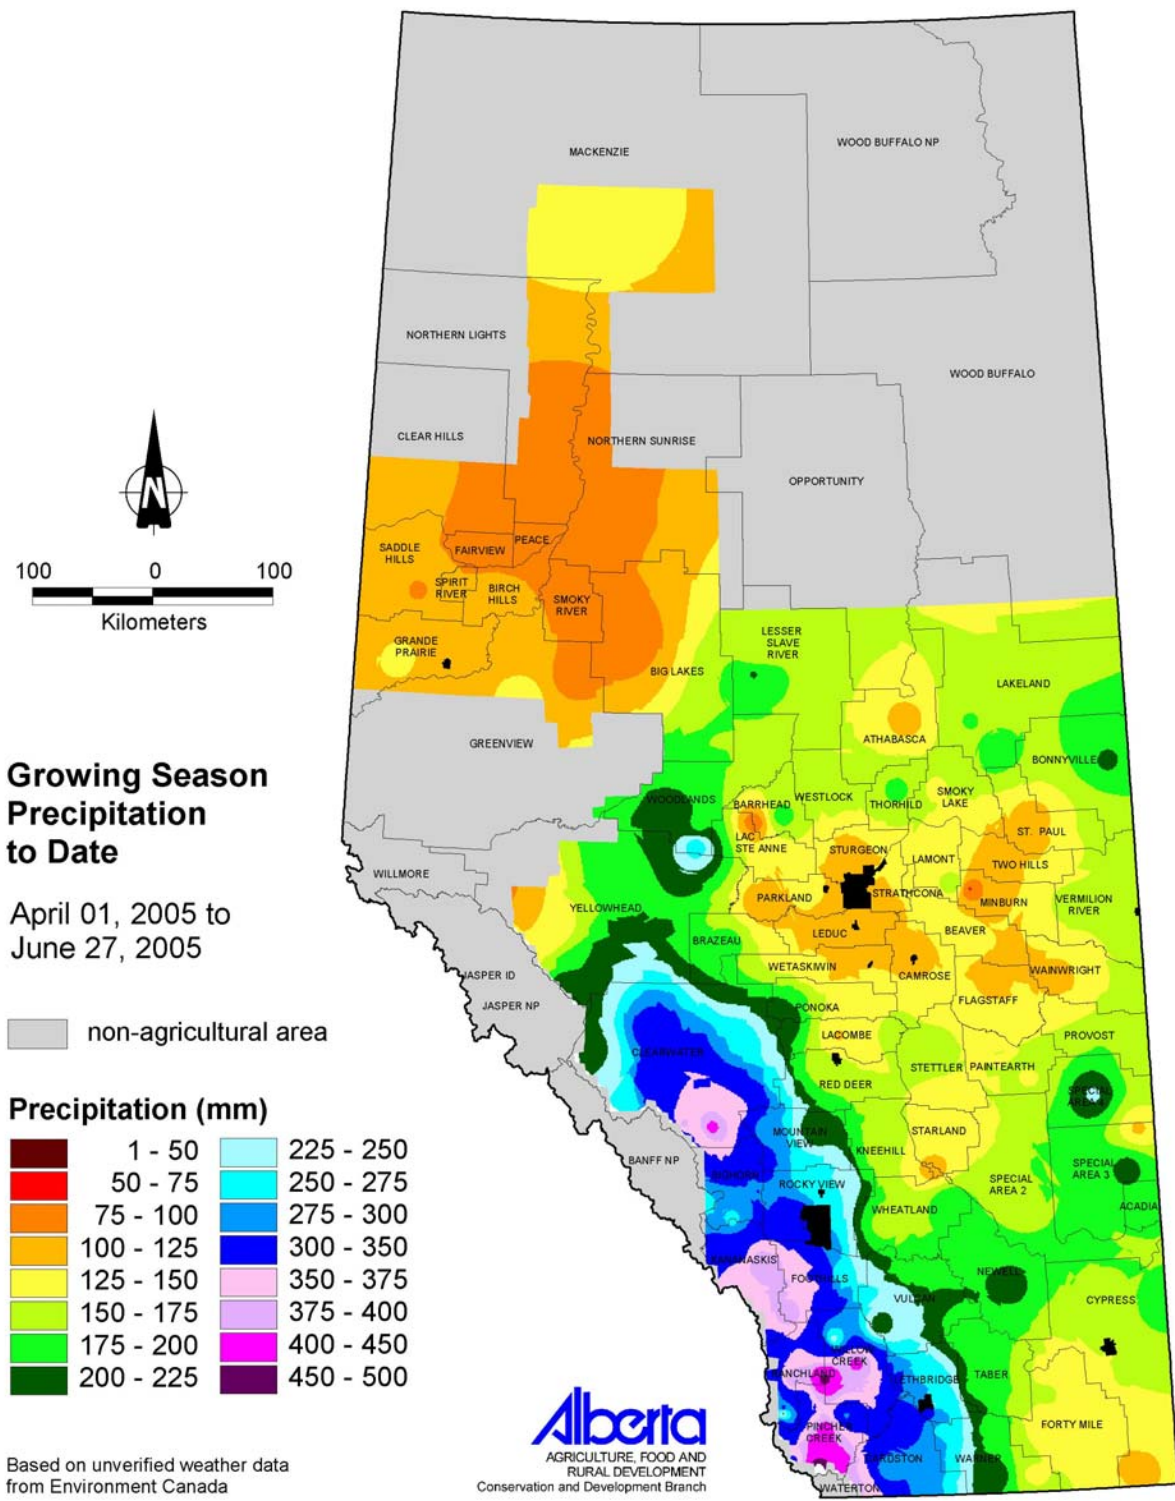 MACKENZIE
WOOD BUFFALO NP
NORTHERN LIGHTS
WOOD BUFFALO
CLEAR HILLS
NORTHERN SUNRISE
OPPORTUNITY
N
100 0 100
Kilometers
SADDLE
HILLS
FAIRVIEW
PEACE
SPIRIT
RIVER
BIRCH
HILLS
SMOKY
RIVER
GRANDE
PRAIRIE
BIG LAKES
LESSER
SLAVE
RIVER
LAKELAND
GREENVIEW
ATHABASCA
BONNYVILLE
Growing Season
Precipitation
to Date
April 01, 2005 to
June 27, 2005
WOODLANDS
BARRHEAD
WESTLOCK
THORHILD
SMOKY
LAKE
ST. PAUL
LAC
STE ANNE
STURGEON
LAMONT
TWO HILLS
WILLMORE
PARKLAND
STRATHCONA
MINBURN
VERMILION
RIVER
YELLOWHEAD
BRAZEAU
LEDUC
BEAVER
WETASKIWIN
CAMROSE
WAINWRIGHT
JASPER ID
JASPER NP
PONOKA
FLAGSTAFF
non-agricultural area
CLEARWATER
LACOMBE
PROVOST
STETTLER
PAINTEARTH
RED DEER
SPECIAL
AREA 4
Precipitation (mm)
1 - 50
50 - 75
75 - 100
100 - 125
125 - 150
150 - 175
175 - 200
200 - 225
225 - 250
250 - 275
275 - 300
300 - 350
350 - 375
375 - 400
400 - 450
450 - 500
MOUNTAIN
VIEW
STARLAND
KNEEHILL
BANFF NP
BIGHORN
ROCKY VIEW
SPECIAL
AREA 2
SPECIAL
AREA 3
WHEATLAND
ACADIA
KANANASKIS
FOOTHILLS
NEWELL
VULCAN
CYPRESS
WILLOW
CREEK
RANCHLAND
LETHBRIDGE
TABER
PINCHER
CREEK
FORTY MILE
CARDSTON
WARNER
WATERTON
Alberta
AGRICULTURE, FOOD AND
RURAL DEVELOPMENT
Conservation and Development Branch
Based on unverified weather data
from Environment Canada